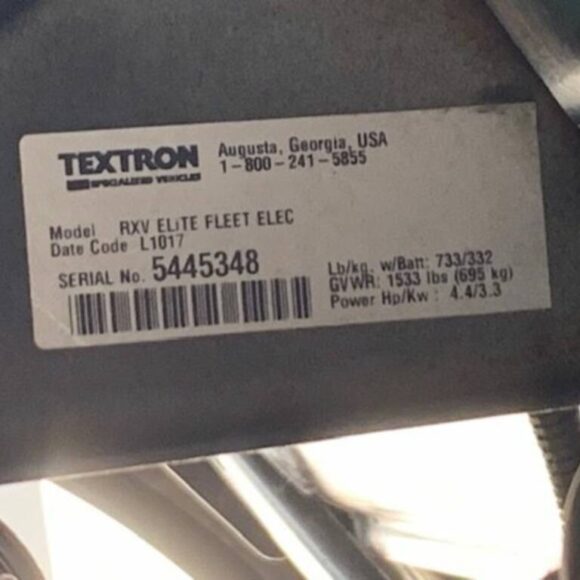 TEXTRON
SPECIALIZED VEHICLES
Augusta, Georgia, USA
1-800-241-5855
Model RXV ELiTE FLEET ELEC
Date Code L1017
SERIAL No. 5445348
Lb/kg. w/Batt: 733/332
GVWR: 1533 lbs (695 kg)
Power Hp/Kw : 4.4/3.3